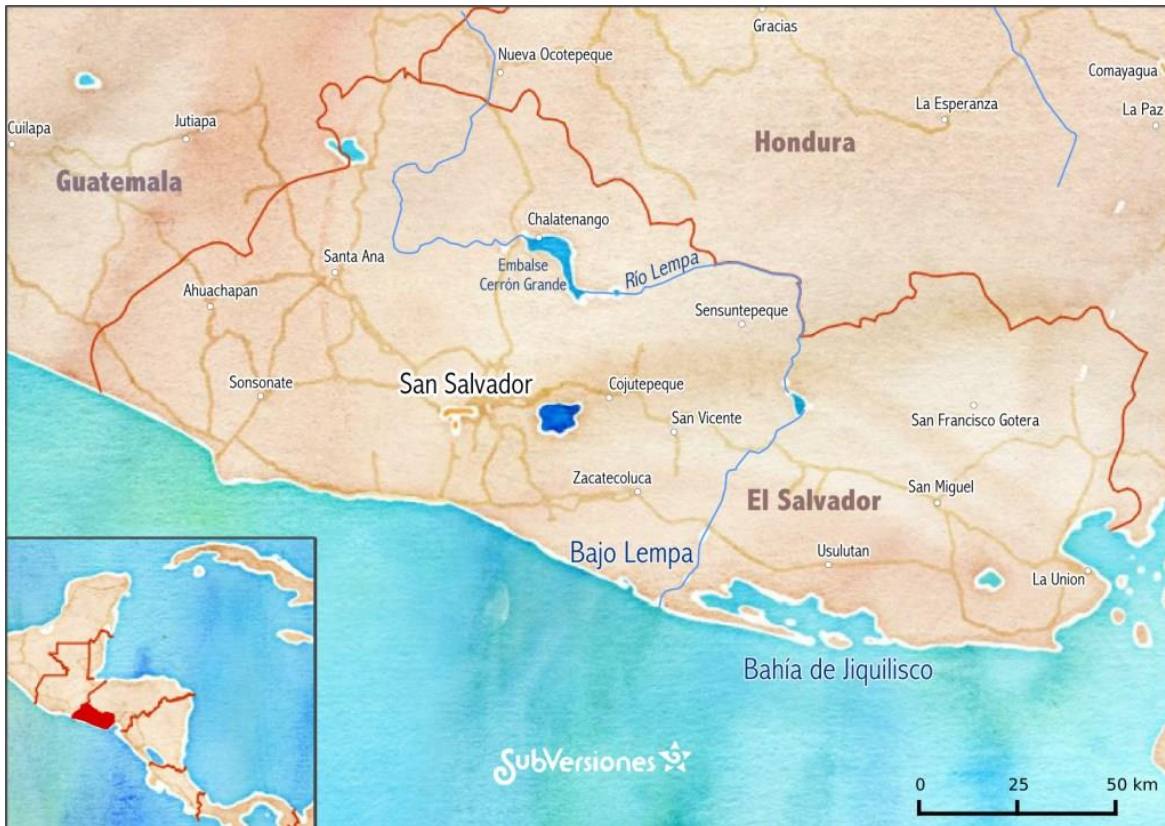 Gracias
Nueva Ocotepeque
Comayagua
La Esperanza
La Paz
Cuilapa
Jutiapa
Hondura
Guatemala
Chalatenango
Santa Ana
Embalse
Cerrón Grande
Río Lempa
Ahuachapan
Sensuntepeque
Sonsonate
San Salvador
Cojutepeque
San Vicente
San Francisco Gotera
Zacatecoluca
El Salvador
San Miguel
Bajo Lempa
Usulutan
La Union
Bahía de Jiquilisco
SubVersiones
0 25 50 km